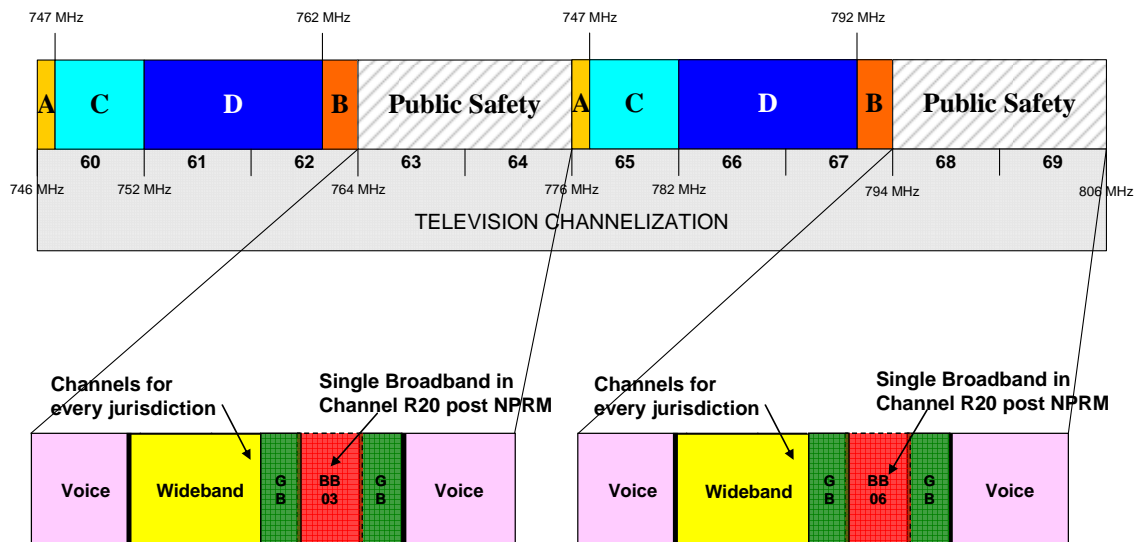 747 MHz 762 MHz 747 MHz 792 MHz
A C D B Public Safety A C D B Public Safety
60 61 62 63 64 65 66 67 68 69
746 MHz 752 MHz 764 MHz 776 MHz 782 MHz 794 MHz 806 MHz
TELEVISION CHANNELIZATION
Channels for
every jurisdiction
Single Broadband in
Channel R20 post NPRM
Channels for
every jurisdiction
Single Broadband in
Channel R20 post NPRM
Voice Wideband G B BB 03 G B Voice
Voice Wideband G B BB 06 G B Voice